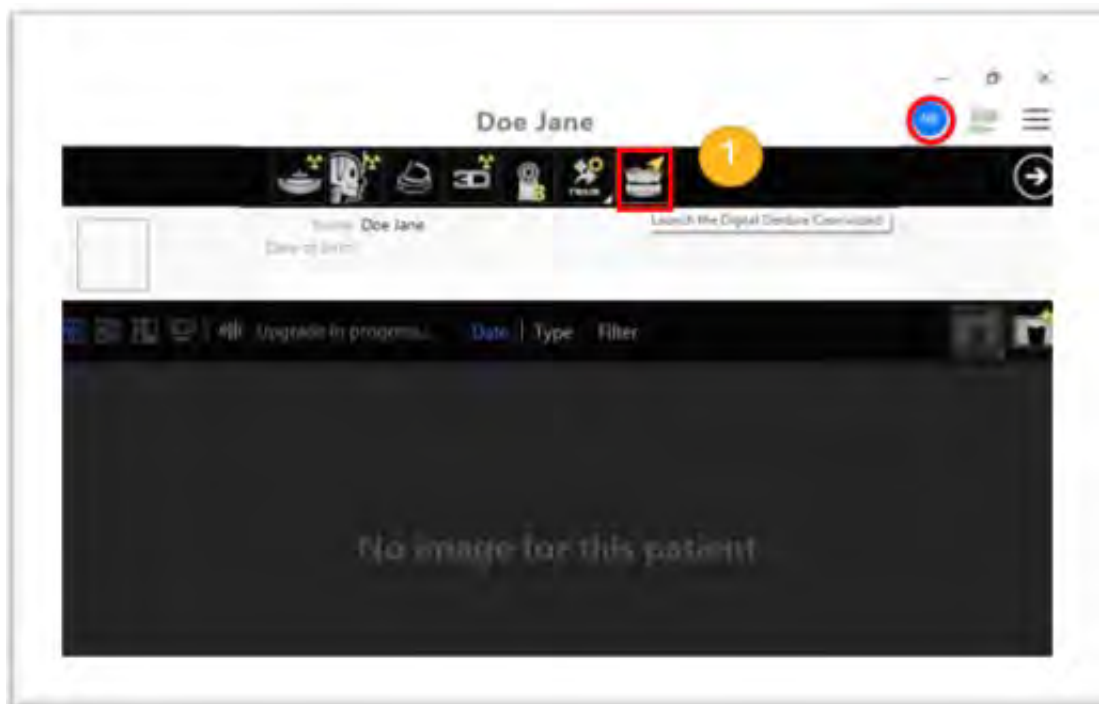 Doe Jane
1
3D
Name Doe Jane
Date of birth
Launch the Digital Denture
Upgrade in progress... Date | Type Filter
No image for this patient